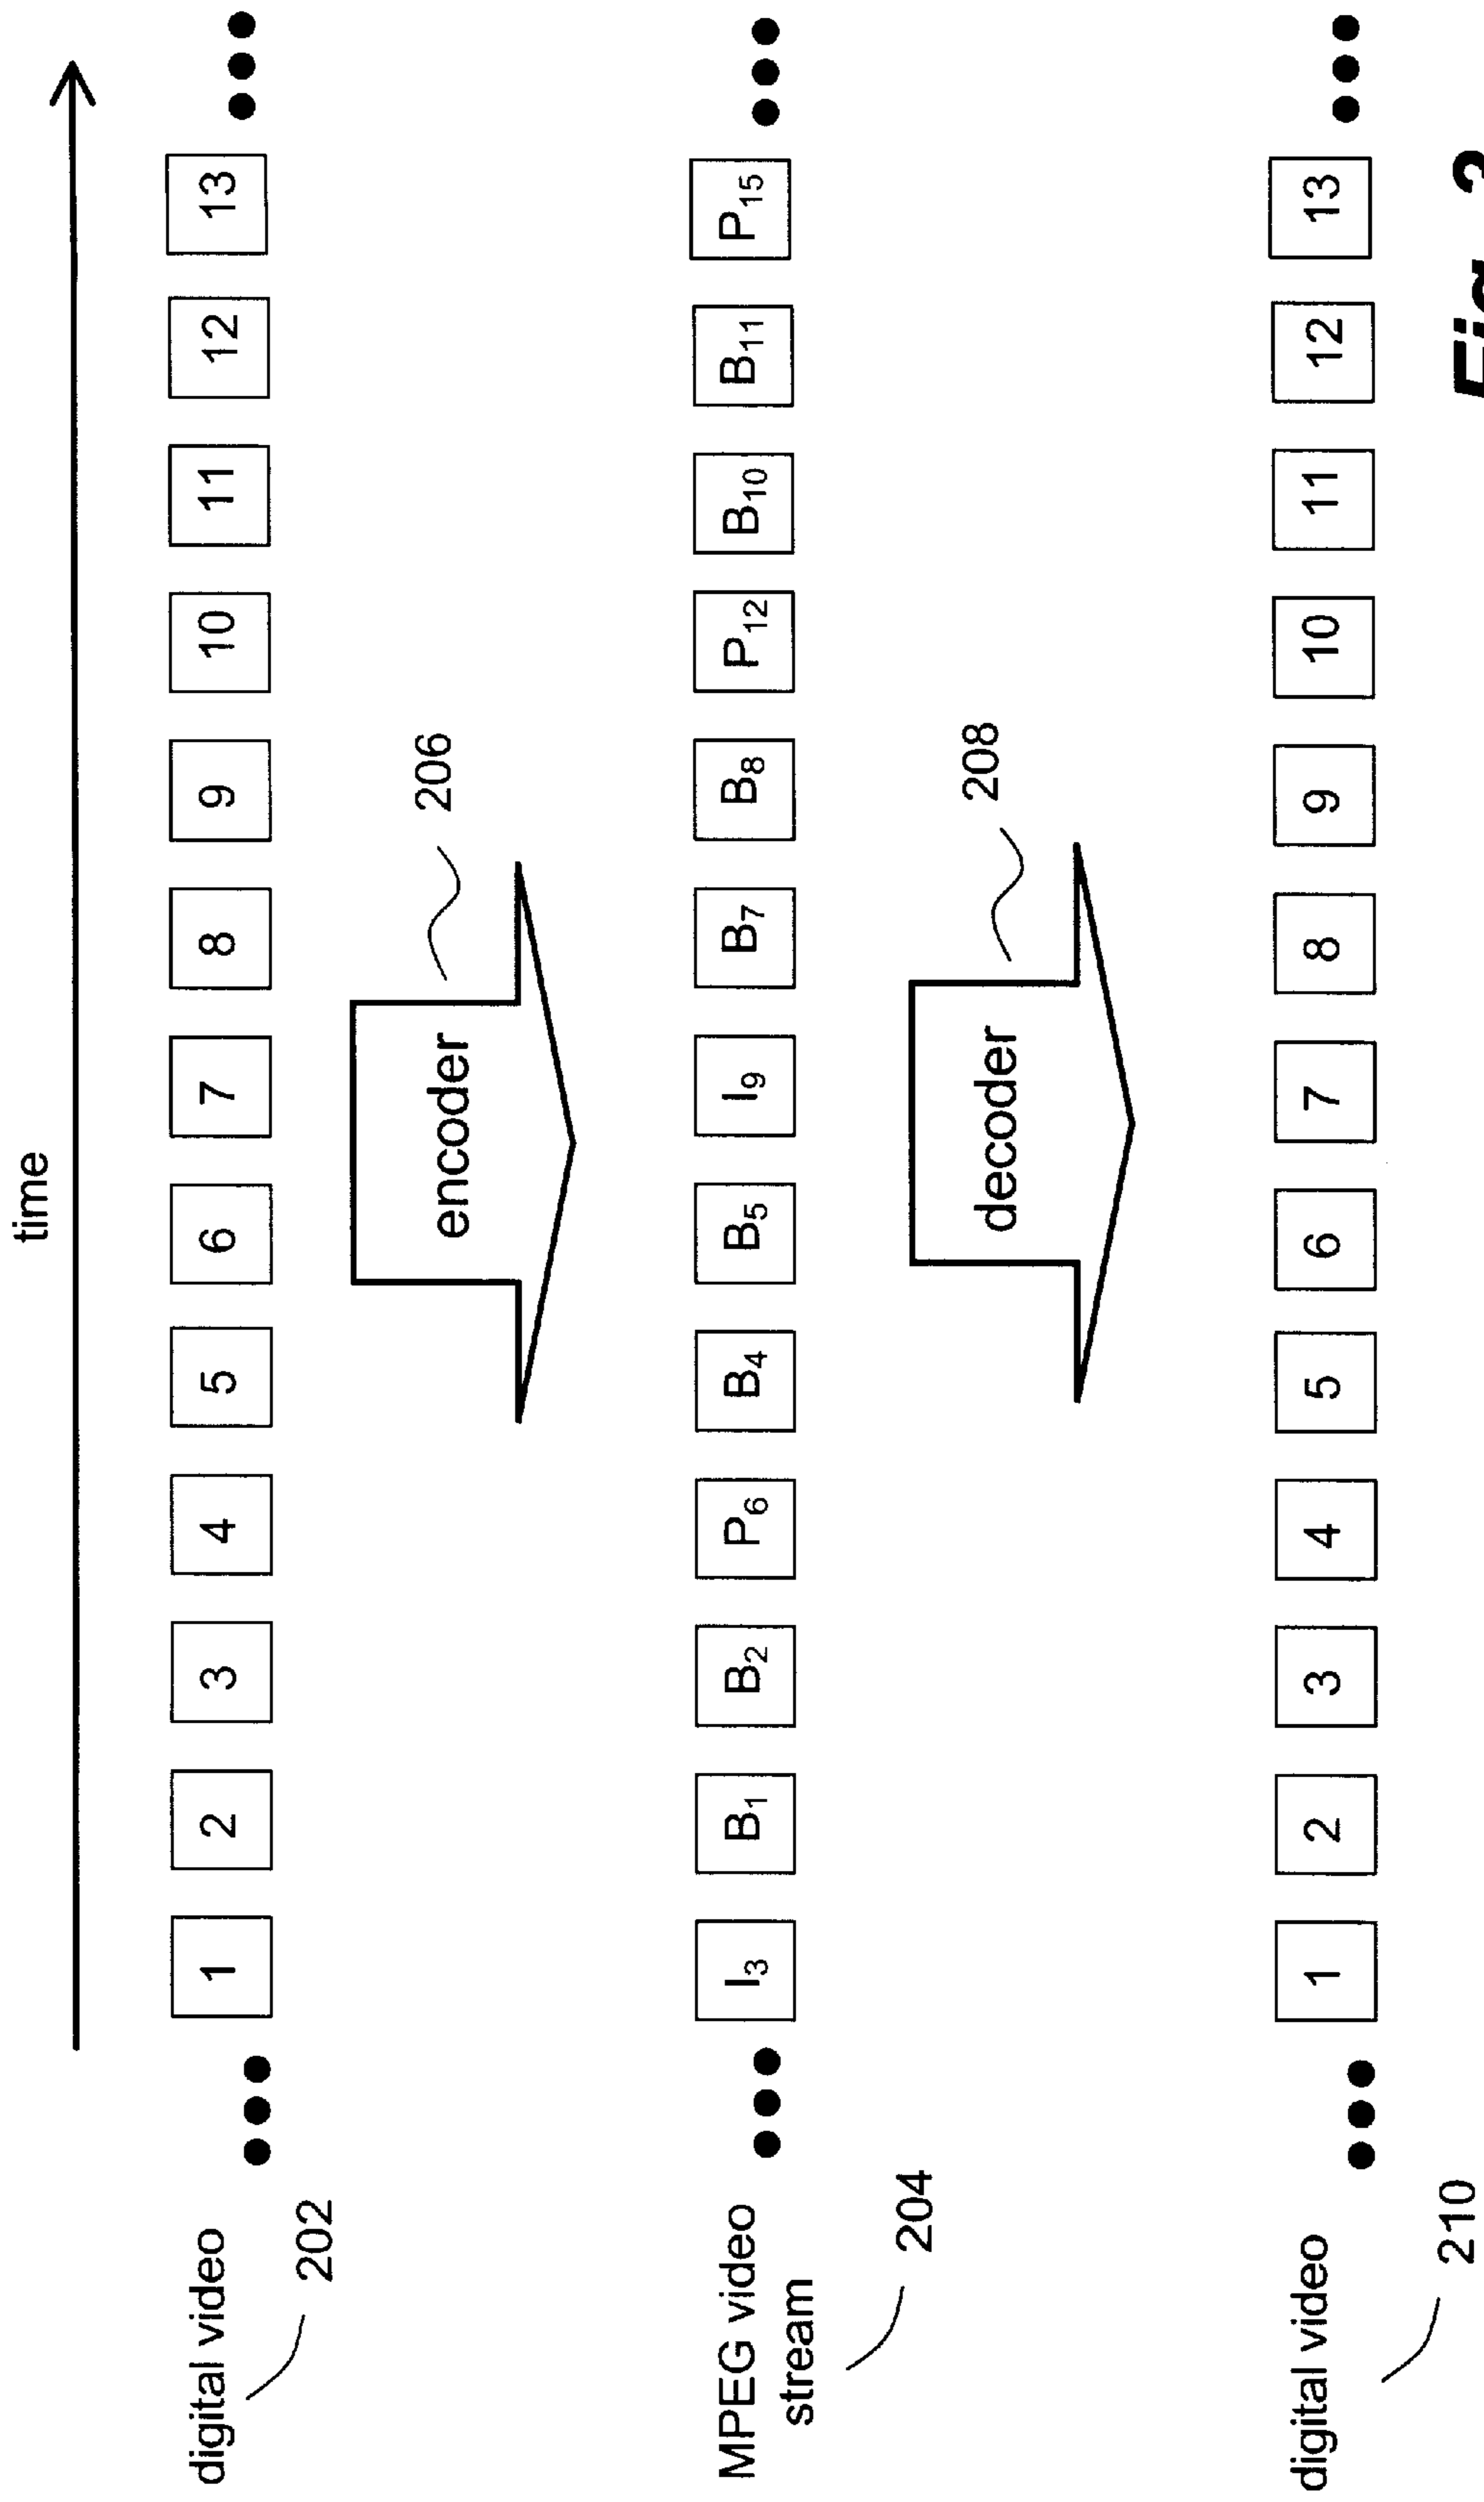 time
1 2 3 4 5 6 7 8 9 10 11 12 13
digital video
202
encoder
206
I3 B1 B2 P6 B4 B5 I9 B7 B8 P12 B10 B11 P15
MPEG video
stream
204
decoder
208
1 2 3 4 5 6 7 8 9 10 11 12 13
digital video
210